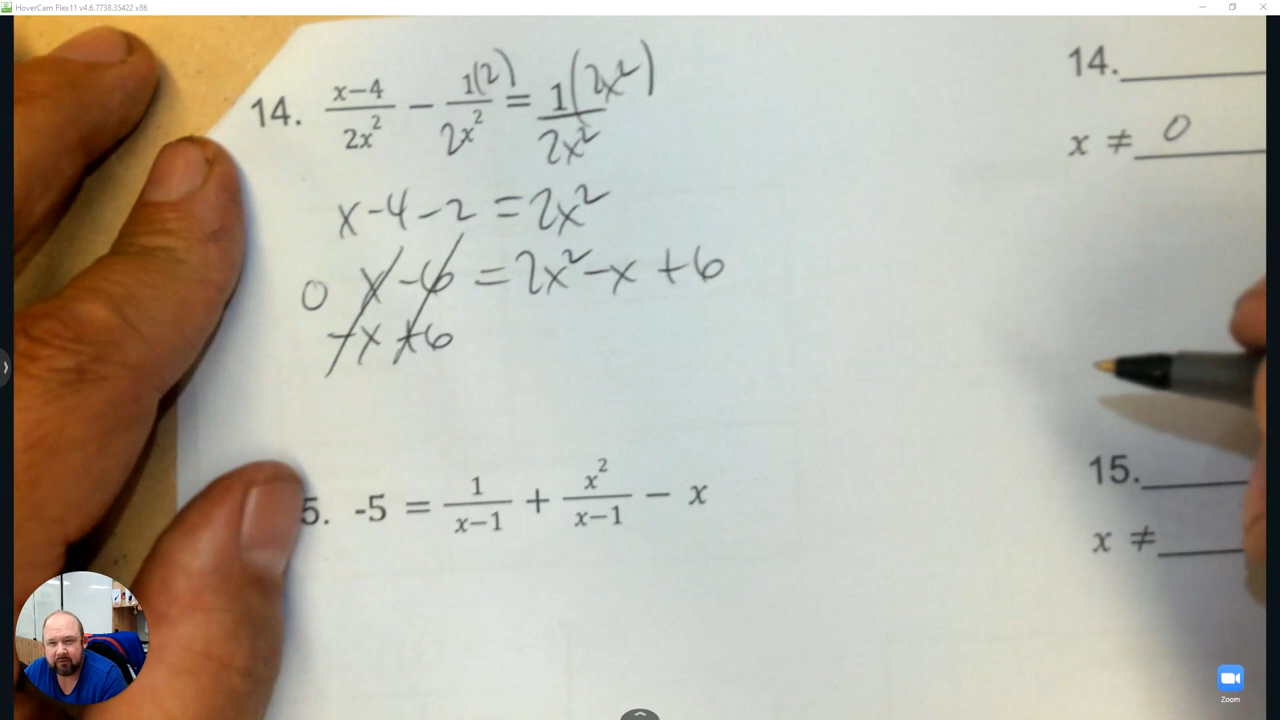 HoverCam Flex11 v4.6.7738.35422 x86
14. x-4/2x² - 1(2)/2x² = 1(2x²)/2x²
14.
x ≠ 0
x-4-2 = 2x²
0 x-6 = 2x²-x+6
-x+6
15.
5. -5 = 1/x-1 + x²/x-1 - x
x ≠
Zoom